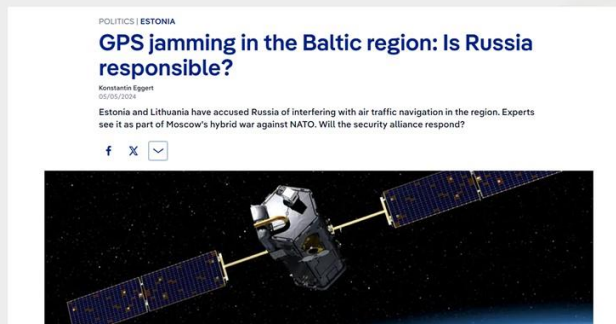 POLITICS | ESTONIA
GPS jamming in the Baltic region: Is Russia
responsible?
Konstantin Eggert
05/05/2024
Estonia and Lithuania have accused Russia of interfering with air traffic navigation in the region. Experts
see it as part of Moscow's hybrid war against NATO. Will the security alliance respond?